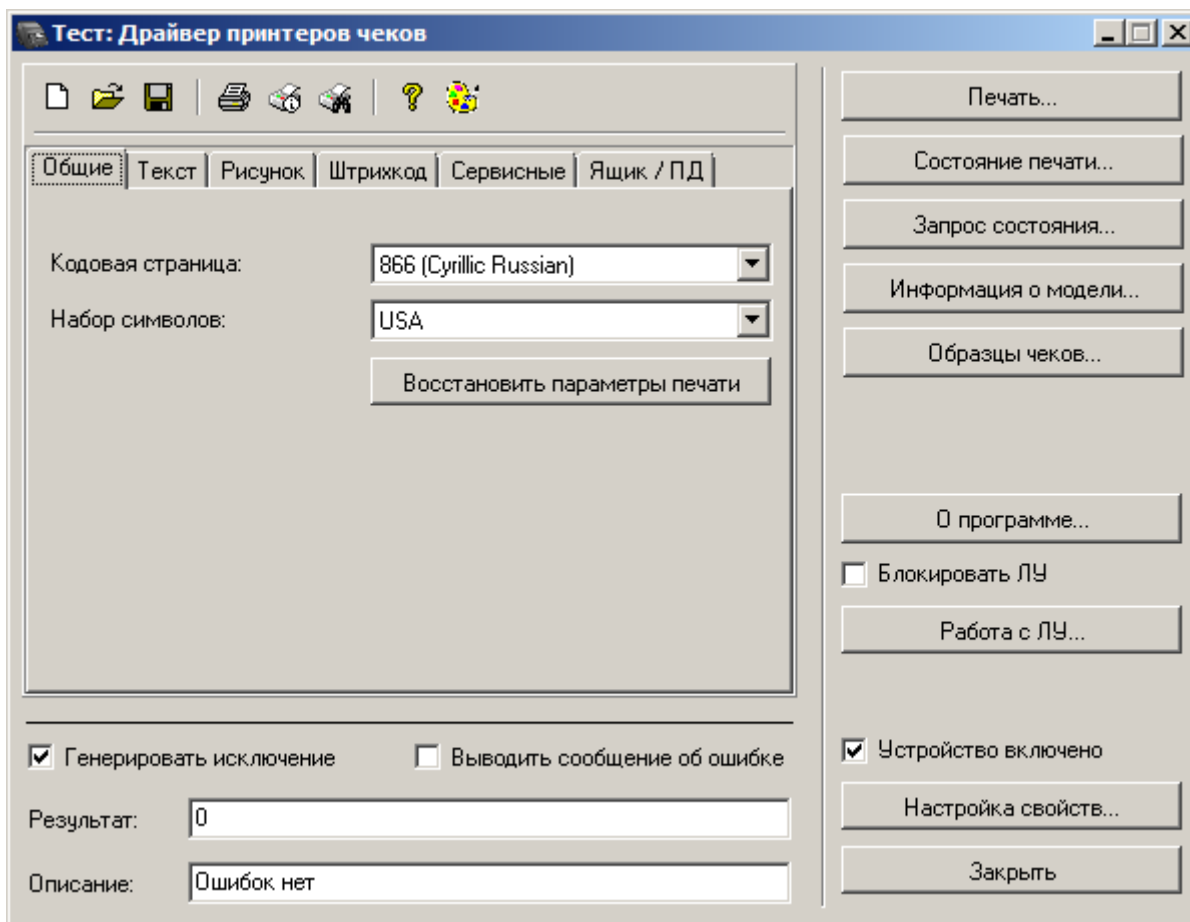 Тест: Драйвер принтеров чеков
Общие
Текст
Рисунок
Штрихкод
Сервисные
Ящик / ПД
Кодовая страница:
866 (Cyrillic Russian)
Набор символов:
USA
Восстановить параметры печати
Генерировать исключение
Выводить сообщение об ошибке
Результат:
0
Описание:
Ошибок нет
Печать...
Состояние печати...
Запрос состояния...
Информация о модели...
Образцы чеков...
О программе...
Блокировать ЛУ
Работа с ЛУ...
Устройство включено
Настройка свойств...
Закрыть